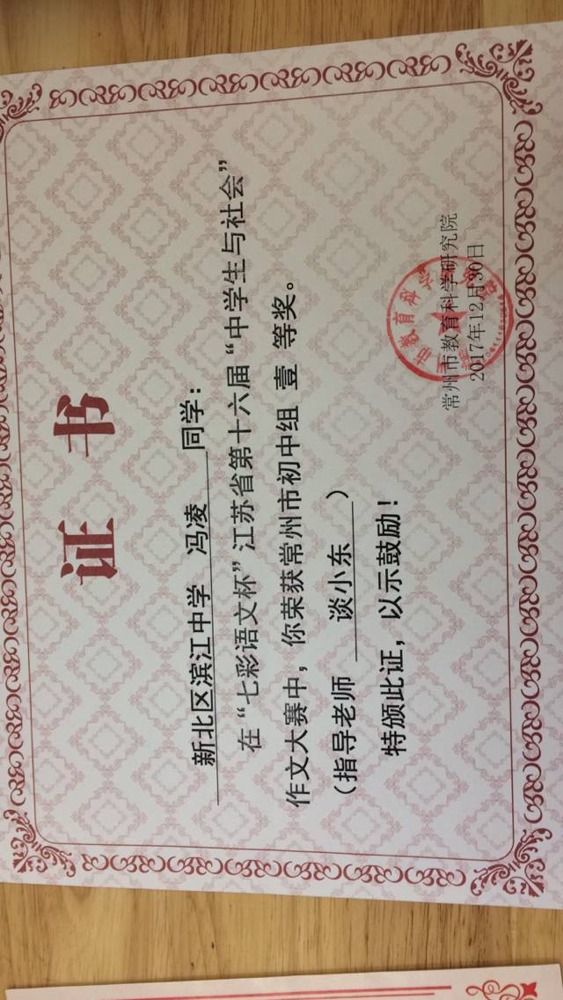 证书
新北区滨江中学 冯凌 同学：
在“七彩语文杯”江苏省第十六届“中学生与社会”
作文大赛中，你荣获常州市初中组 壹 等奖。
（指导老师 谈小东 ）
特颁此证，以示鼓励！
常州市教育科学研究院
2017年12月30日